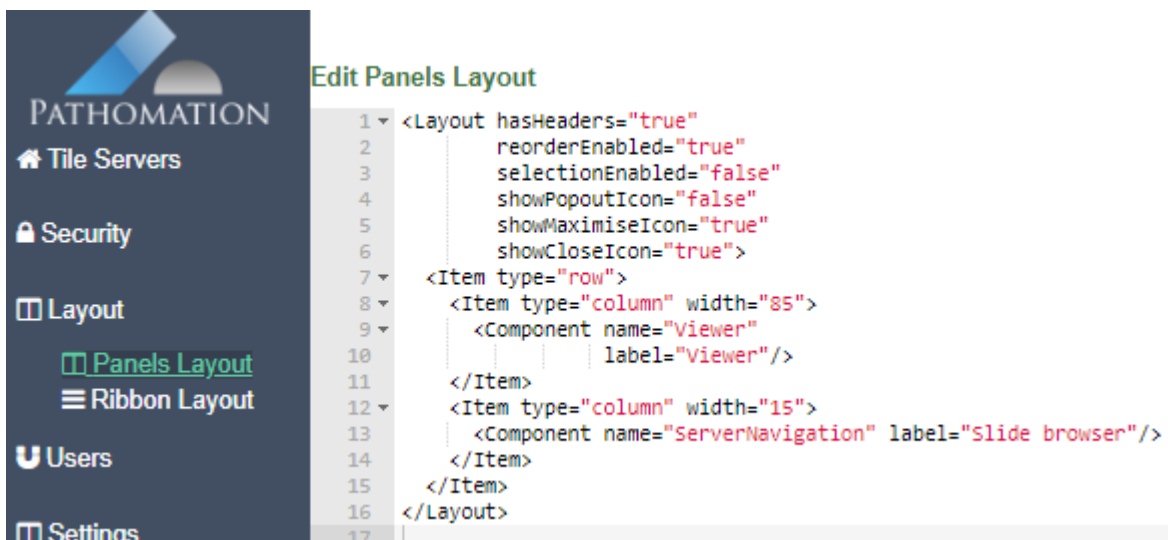 PATHOMATION
Tile Servers
Security
Layout
Panels Layout
Ribbon Layout
Users
Settings
Edit Panels Layout
1 <Layout hasHeaders="true"
2 reorderEnabled="true"
3 selectionEnabled="false"
4 showPopoutIcon="false"
5 showMaximiseIcon="true"
6 showCloseIcon="true">
7 <Item type="row">
8 <Item type="column" width="85">
9 <Component name="Viewer"
10 label="Viewer"/>
11 </Item>
12 <Item type="column" width="15">
13 <Component name="ServerNavigation" label="Slide browser"/>
14 </Item>
15 </Item>
16 </Layout>
17